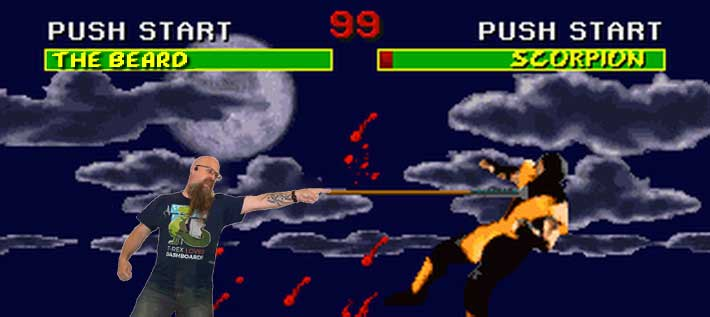 PUSH START
99
PUSH START
THE BEARD
SCORPION
T-REX LOVES
DASHBOARDS!